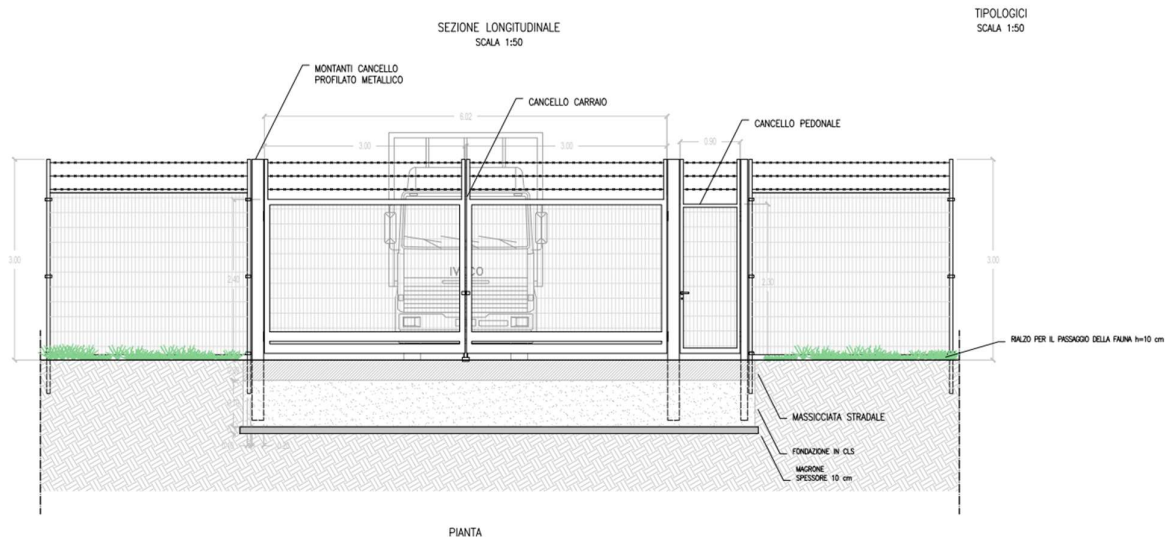 SEZIONE LONGITUDINALE
SCALA 1:50
TIPOLOGICI
SCALA 1:50
MONTANTI CANCELLO
PROFILATO METALLICO
CANCELLO CARRAIO
CANCELLO PEDONALE
6.02
3.00
3.00
0.90
3.00
2.40
3.00
IVECO
RIALZO PER IL PASSAGGIO DELLA FAUNA h=10 cm
MASSICCIATA STRADALE
FONDAZIONE IN CLS
MAGRONE
SPESSORE 10 cm
PIANTA